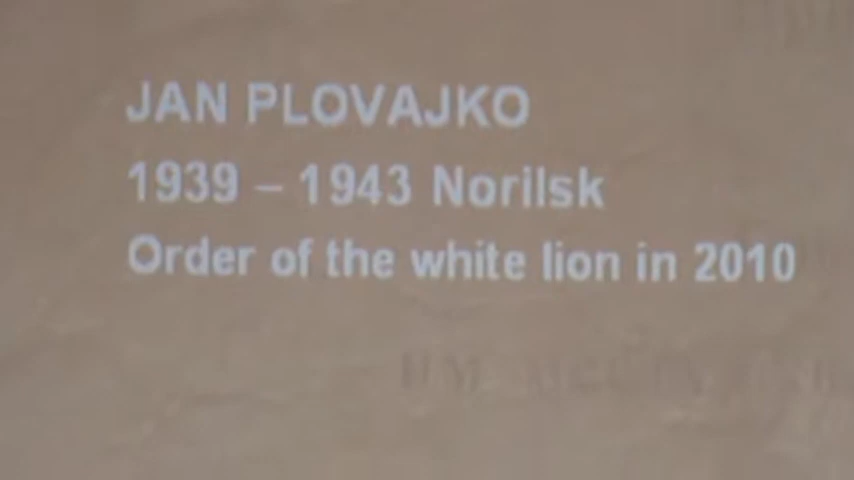 JAN PLOVAJKO
1939 – 1943 Norilsk
Order of the white lion in 2010